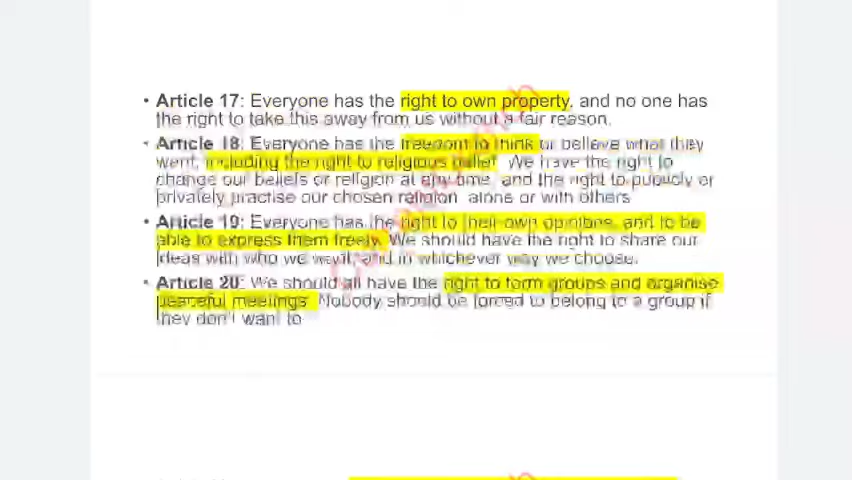 • Article 17: Everyone has the right to own property, and no one has
the right to take this away from us without a fair reason.
• Article 18: Everyone has the freedom to think or believe what they
want, including the right to religious belief. We have the right to
change our beliefs or religion at any time, and the right to publicly or
privately practise our chosen religion, alone or with others
• Article 19: Everyone has the right to their own opinions, and to be
able to express them freely. We should have the right to share our
ideas with who we want, and in whichever way we choose.
• Article 20: We should all have the right to form groups and organise
peaceful meetings. Nobody should be forced to belong to a group if
they don't want to